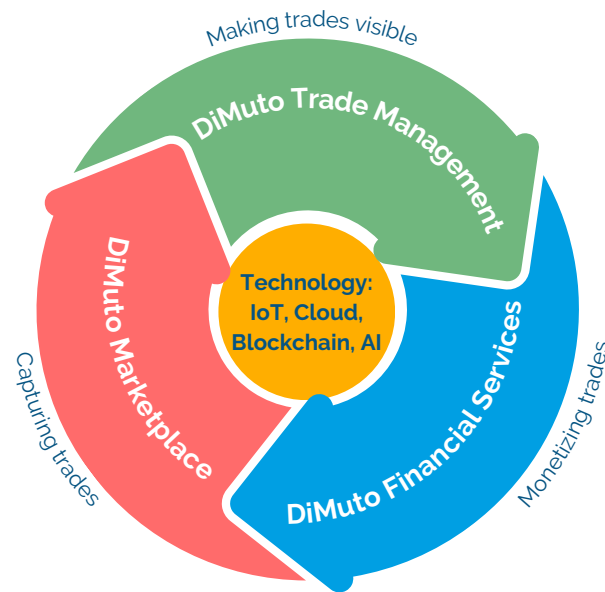 Making trades visible
DiMuto Trade Management
Technology:
IoT, Cloud,
Blockchain, AI
DiMuto Marketplace
Capturing trades
DiMuto Financial Services
Monetizing trades